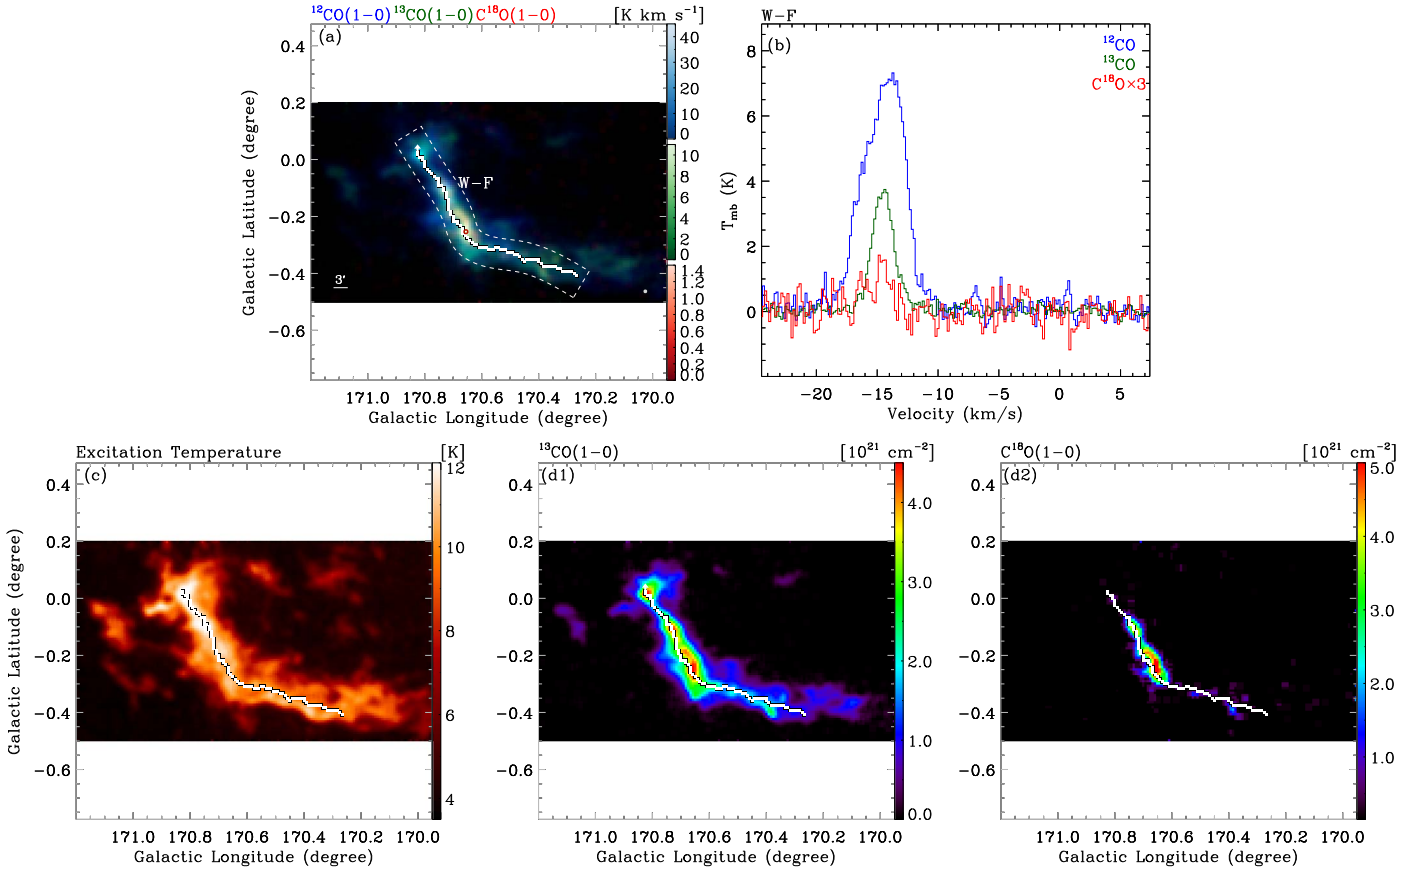 ¹²CO(1−0) ¹³CO(1−0) C¹⁸O(1−0) [K km s⁻¹]
(a)
0.4
0.2
0.0
−0.2
−0.4
−0.6
W−F
3′
40
30
20
10
0
10
8
6
4
2
0
1.4
1.2
1.0
0.8
0.6
0.4
0.2
0.0
171.0 170.8 170.6 170.4 170.2 170.0
Galactic Longitude (degree)
Galactic Latitude (degree)
W−F
(b)
¹²CO
¹³CO
C¹⁸O×3
8
6
4
2
0
T_mb (K)
−20 −15 −10 −5 0 5
Velocity (km/s)
Excitation Temperature [K]
(c)
0.4
0.2
0.0
−0.2
−0.4
−0.6
12
10
8
6
4
171.0 170.8 170.6 170.4 170.2 170.0
Galactic Longitude (degree)
Galactic Latitude (degree)
¹³CO(1−0) [10²¹ cm⁻²]
(d1)
0.4
0.2
0.0
−0.2
−0.4
−0.6
4.0
3.0
2.0
1.0
0.0
171.0 170.8 170.6 170.4 170.2 170.0
Galactic Longitude (degree)
C¹⁸O(1−0) [10²¹ cm⁻²]
(d2)
0.4
0.2
0.0
−0.2
−0.4
−0.6
5.0
4.0
3.0
2.0
1.0
171.0 170.8 170.6 170.4 170.2 170.0
Galactic Longitude (degree)